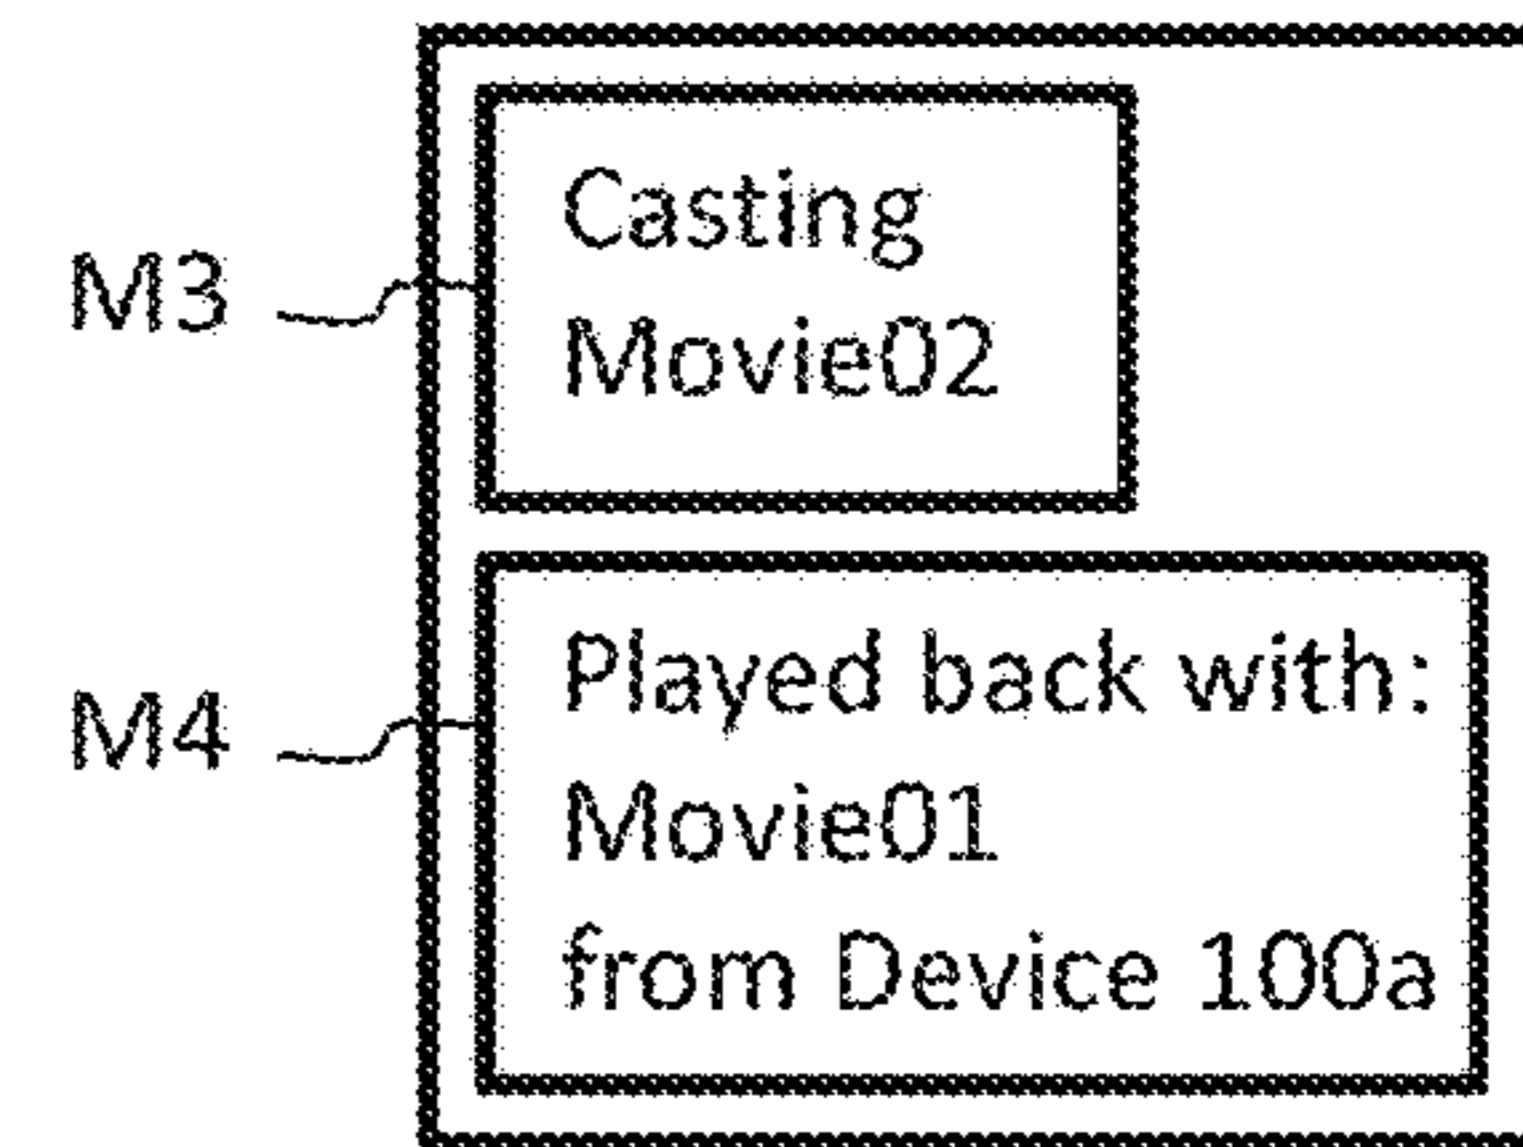 M3
Casting
Movie02
M4
Played back with:
Movie01
from Device 100a